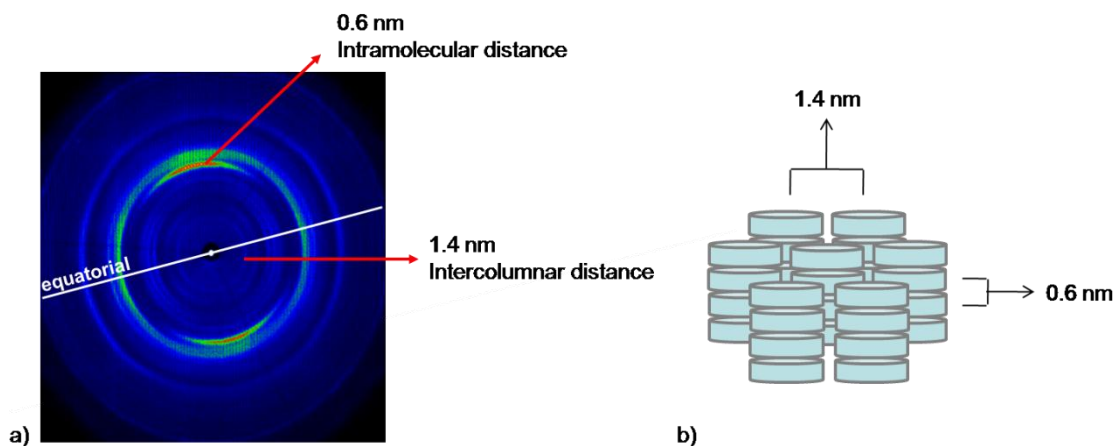 0.6 nm
Intramolecular distance
1.4 nm
Intercolumnar distance
equatorial
a)
1.4 nm
0.6 nm
b)